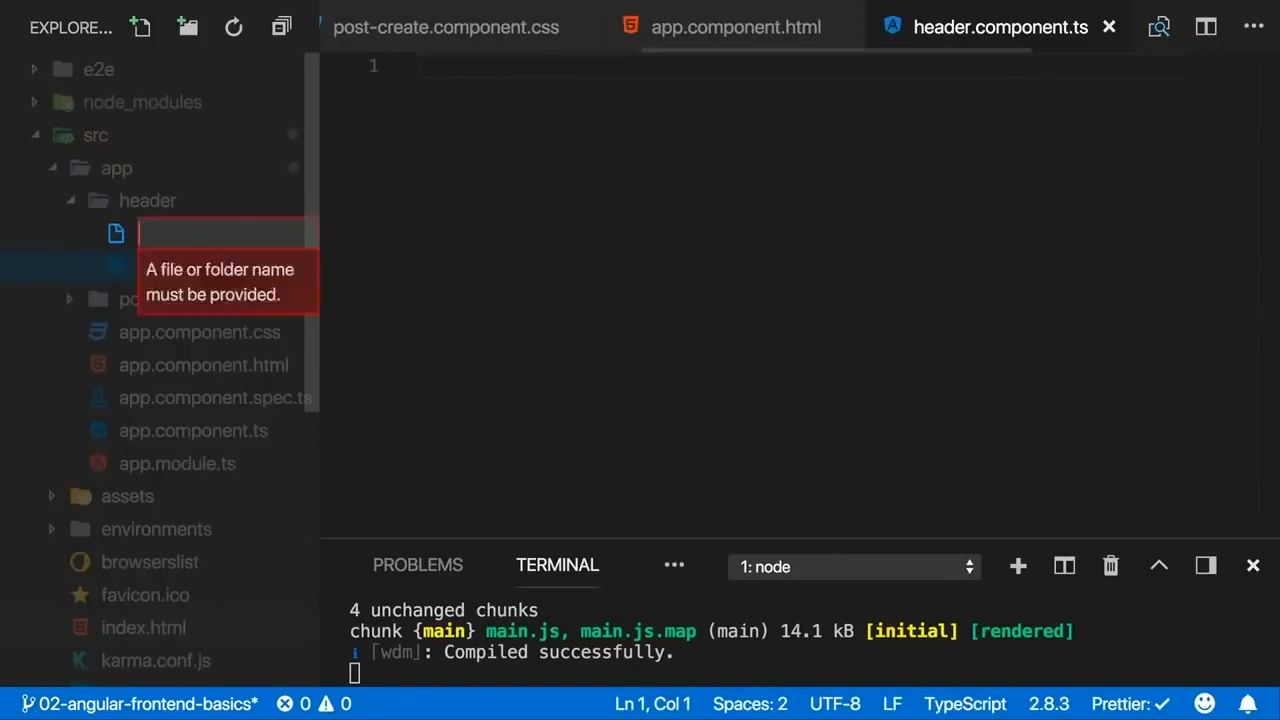 EXPLORE...
post-create.component.css
app.component.html
header.component.ts
e2e
node_modules
src
app
header
A file or folder name
must be provided.
po
app.component.css
app.component.html
app.component.spec.ts
app.component.ts
app.module.ts
assets
environments
browserslist
favicon.ico
index.html
karma.conf.js
1
PROBLEMS
TERMINAL
1: node
4 unchanged chunks
chunk {main} main.js, main.js.map (main) 14.1 kB [initial] [rendered]
i ｢wdm｣: Compiled successfully.
02-angular-frontend-basics* 0 0 Ln 1, Col 1 Spaces: 2 UTF-8 LF TypeScript 2.8.3 Prettier: ✓